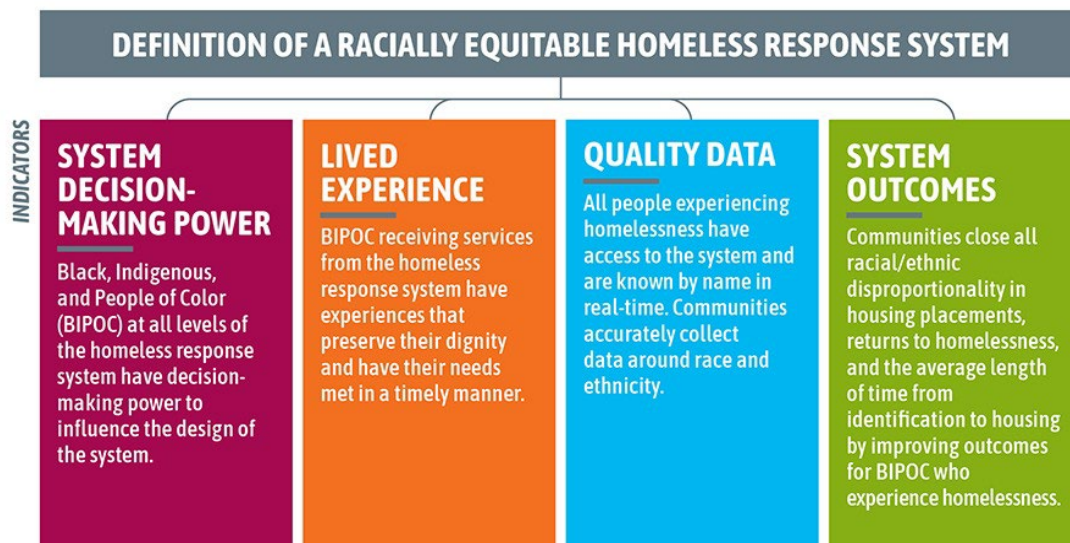 DEFINITION OF A RACIALLY EQUITABLE HOMELESS RESPONSE SYSTEM
INDICATORS
SYSTEM
DECISION-
MAKING POWER
Black, Indigenous,
and People of Color
(BIPOC) at all levels of
the homeless response
system have decision-
making power to
influence the design of
the system.
LIVED
EXPERIENCE
BIPOC receiving services
from the homeless
response system have
experiences that
preserve their dignity
and have their needs
met in a timely manner.
QUALITY DATA
All people experiencing
homelessness have
access to the system and
are known by name in
real-time. Communities
accurately collect
data around race and
ethnicity.
SYSTEM
OUTCOMES
Communities close all
racial/ethnic
disproportionality in
housing placements,
returns to homelessness,
and the average length
of time from
identification to housing
by improving outcomes
for BIPOC who
experience homelessness.